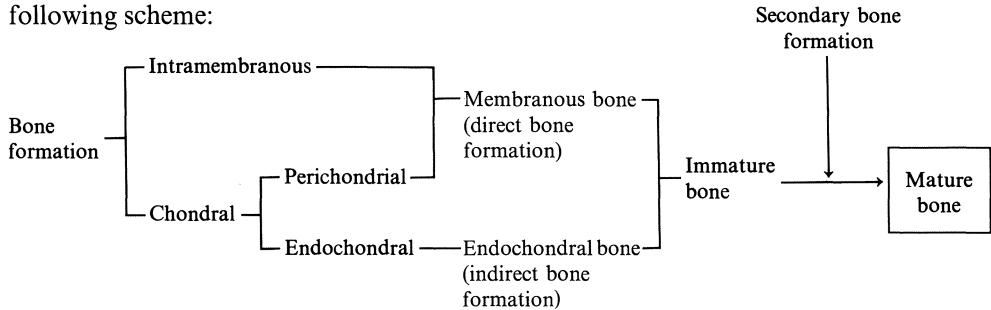 following scheme:
Secondary bone
formation
Intramembranous
Bone
formation
Membranous bone
(direct bone
formation)
Perichondrial
Chondral
Endochondral
Endochondral bone
(indirect bone
formation)
Immature
bone
Mature
bone